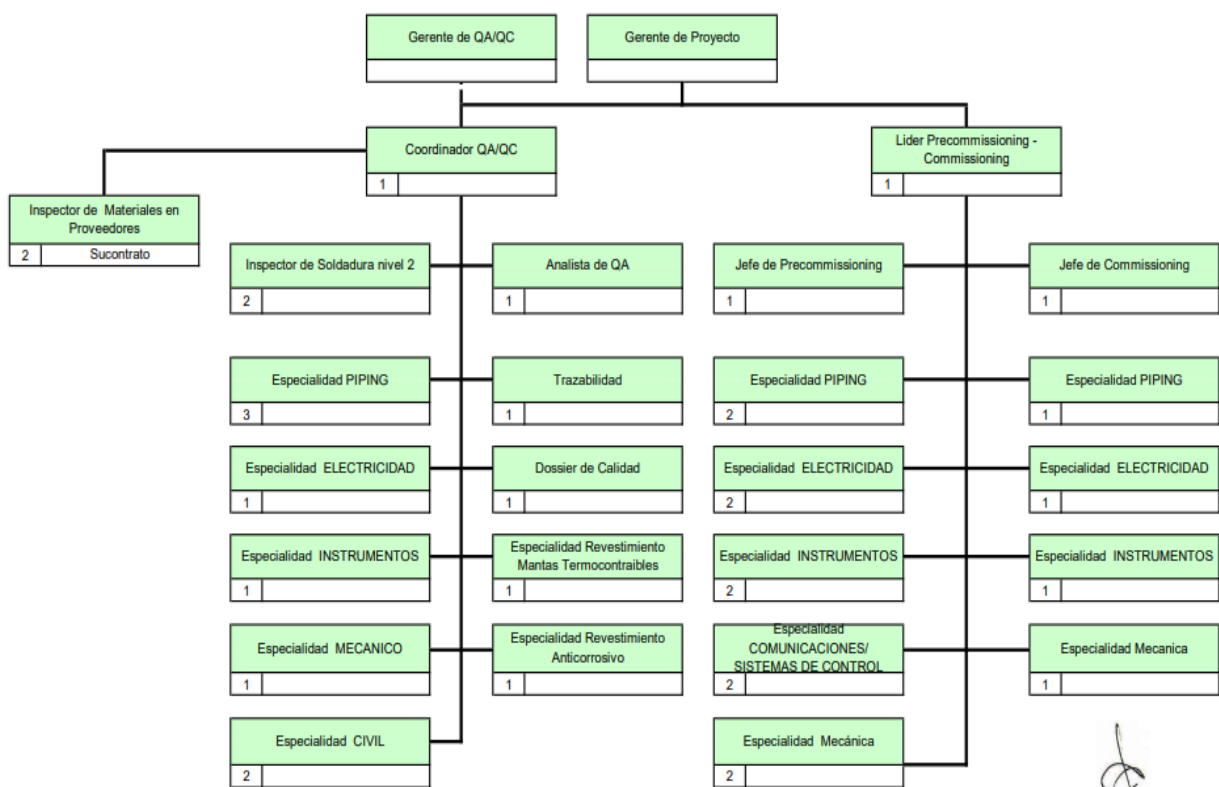 Gerente de QA/QC
Gerente de Proyecto
Coordinador QA/QC
1
Lider Precommissioning -
Commissioning
1
Inspector de Materiales en
Proveedores
2 Sucontrato
Inspector de Soldadura nivel 2
2
Analista de QA
1
Jefe de Precommissioning
1
Jefe de Commissioning
1
Especialidad PIPING
3
Trazabilidad
1
Especialidad PIPING
2
Especialidad PIPING
1
Especialidad ELECTRICIDAD
1
Dossier de Calidad
1
Especialidad ELECTRICIDAD
2
Especialidad ELECTRICIDAD
1
Especialidad INSTRUMENTOS
1
Especialidad Revestimiento
Mantas Termocontraibles
1
Especialidad INSTRUMENTOS
2
Especialidad INSTRUMENTOS
1
Especialidad MECANICO
1
Especialidad Revestimiento
Anticorrosivo
1
Especialidad
COMUNICACIONES/
SISTEMAS DE CONTROL
2
Especialidad Mecanica
1
Especialidad CIVIL
2
Especialidad Mecánica
2